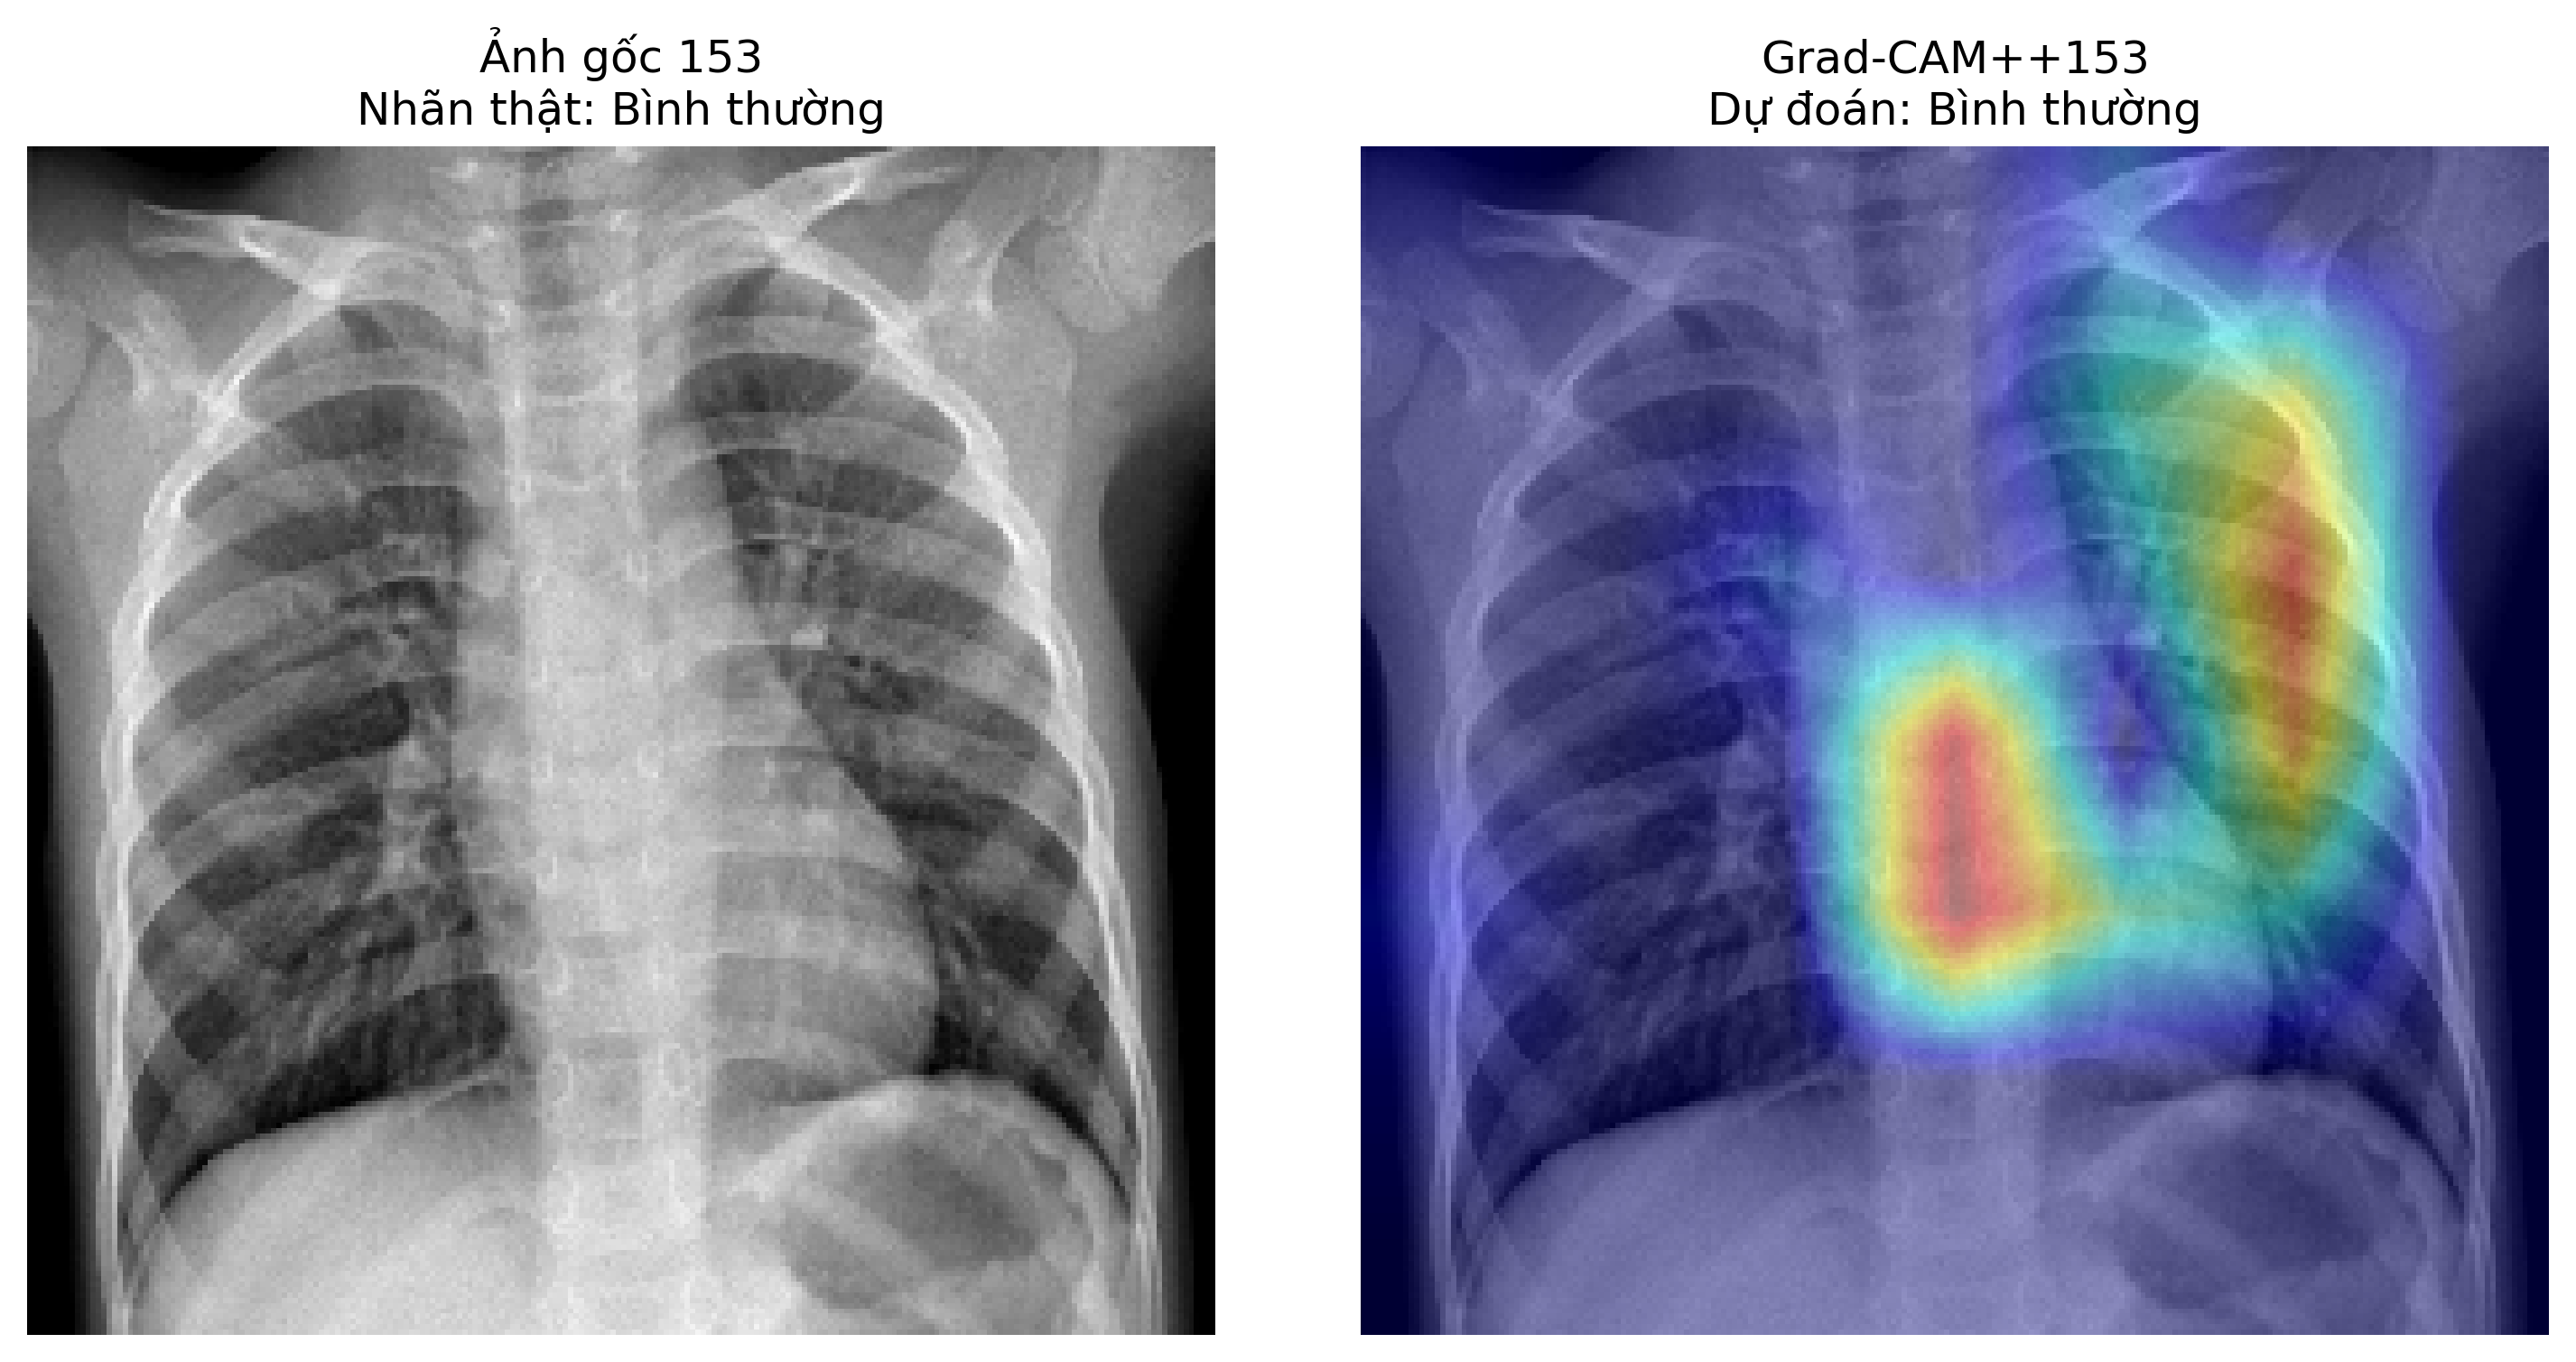 Ảnh gốc 153
Nhãn thật: Bình thường
Grad-CAM++153
Dự đoán: Bình thường